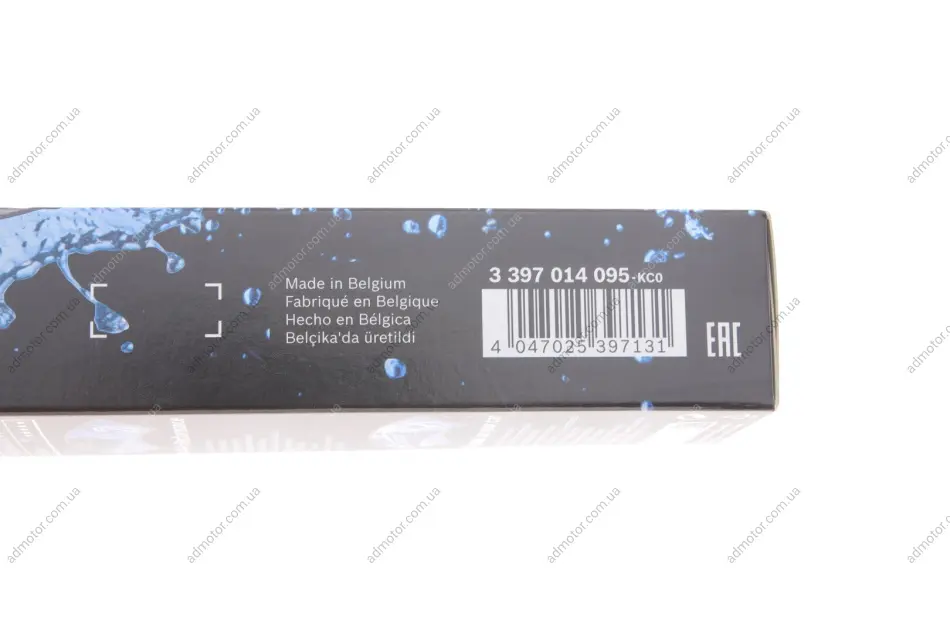 Made in Belgium
Fabriqué en Belgique
Hecho en Bélgica
Belçika'da üretildi
3 397 014 095-KC0
4 047025 397131
EAC
admotor.com.ua